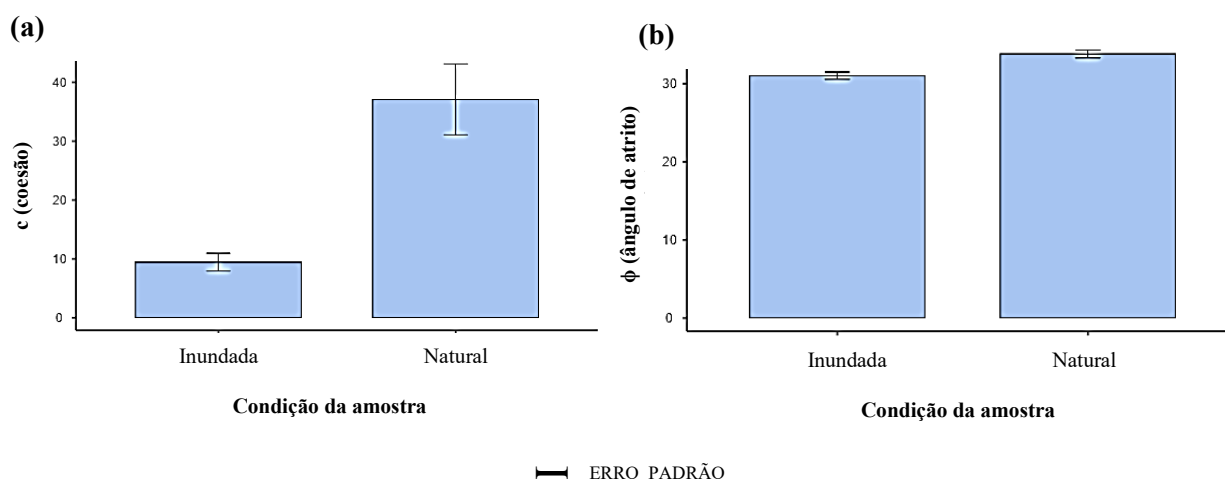 (a)
c (coesão)
40
30
20
10
0
Inundada
Natural
Condição da amostra
(b)
ϕ (ângulo de atrito)
30
20
10
0
Inundada
Natural
Condição da amostra
ERRO PADRÃO